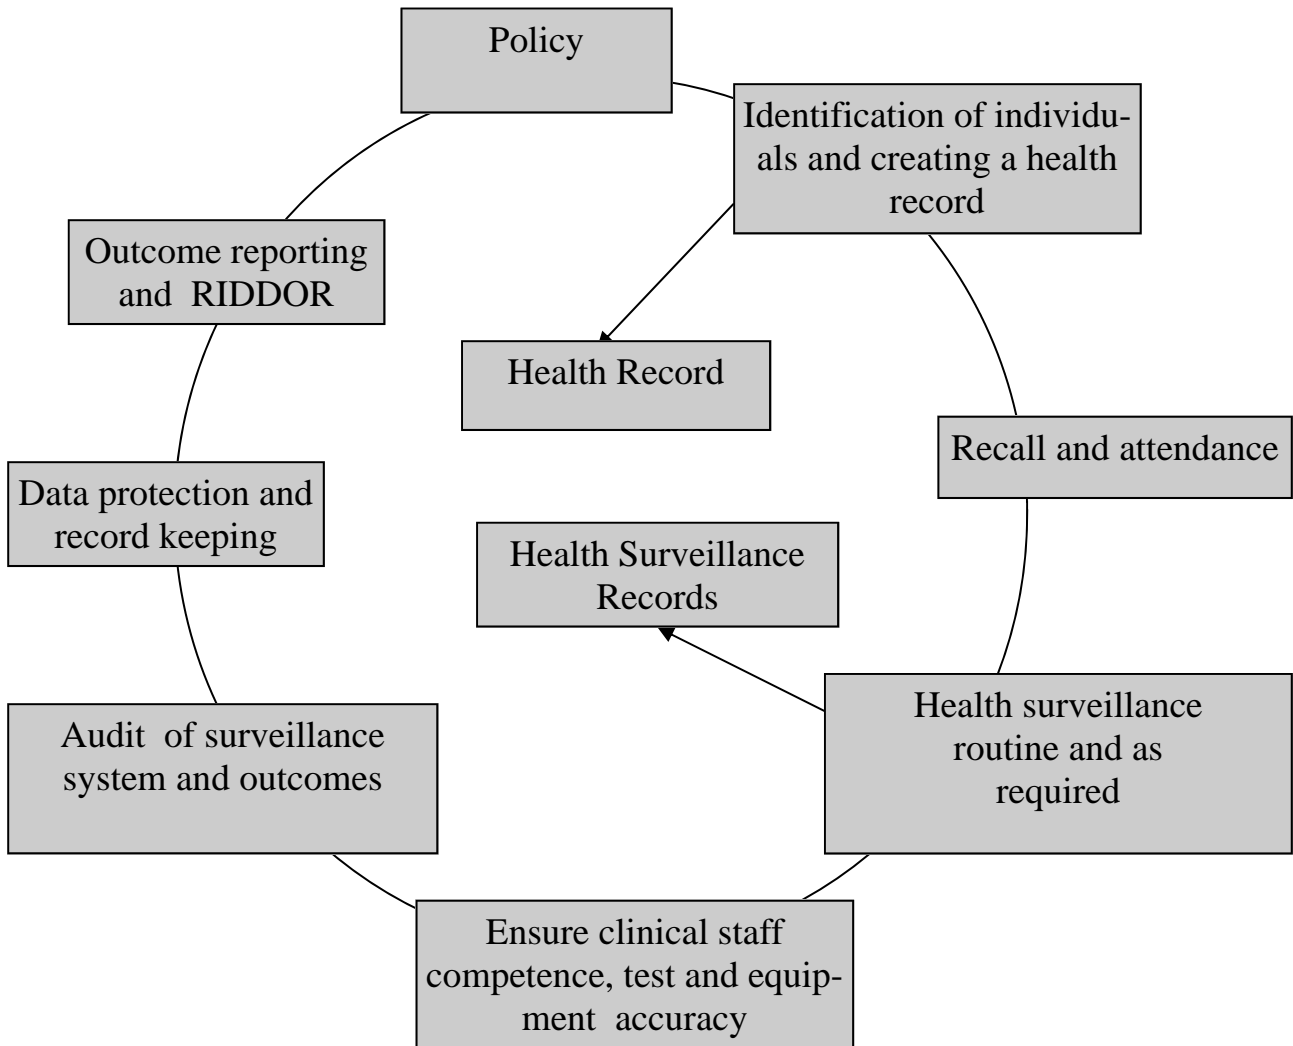 Policy
Identification of individu-
als and creating a health
record
Outcome reporting
and  RIDDOR
Health Record
Recall and attendance
Data protection and
record keeping
Health Surveillance
Records
Health surveillance
routine and as
required
Audit  of surveillance
system and outcomes
Ensure clinical staff
competence, test and equip-
ment  accuracy